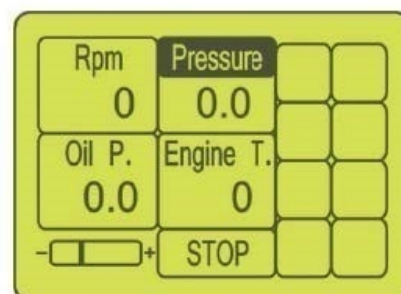 Rpm Pressure
0 0.0
Oil P. Engine T.
0.0 0
- + STOP